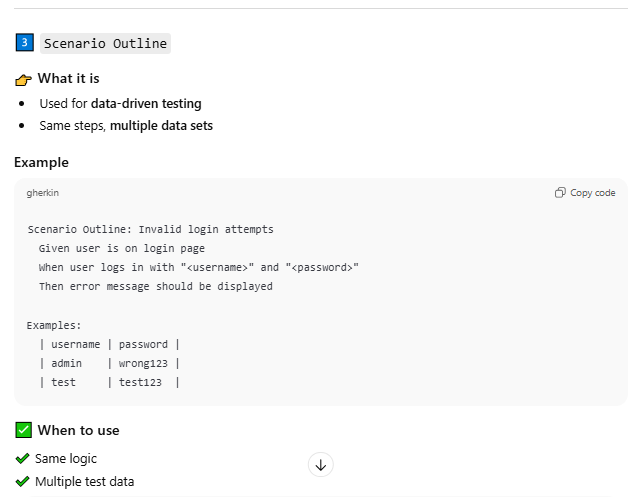 3 Scenario Outline
👉 What it is
• Used for data-driven testing
• Same steps, multiple data sets
Example
gherkin Copy code
Scenario Outline: Invalid login attempts
  Given user is on login page
  When user logs in with "<username>" and "<password>"
  Then error message should be displayed
Examples:
  | username | password |
  | admin    | wrong123 |
  | test     | test123  |
✅ When to use
✔ Same logic
✔ Multiple test data